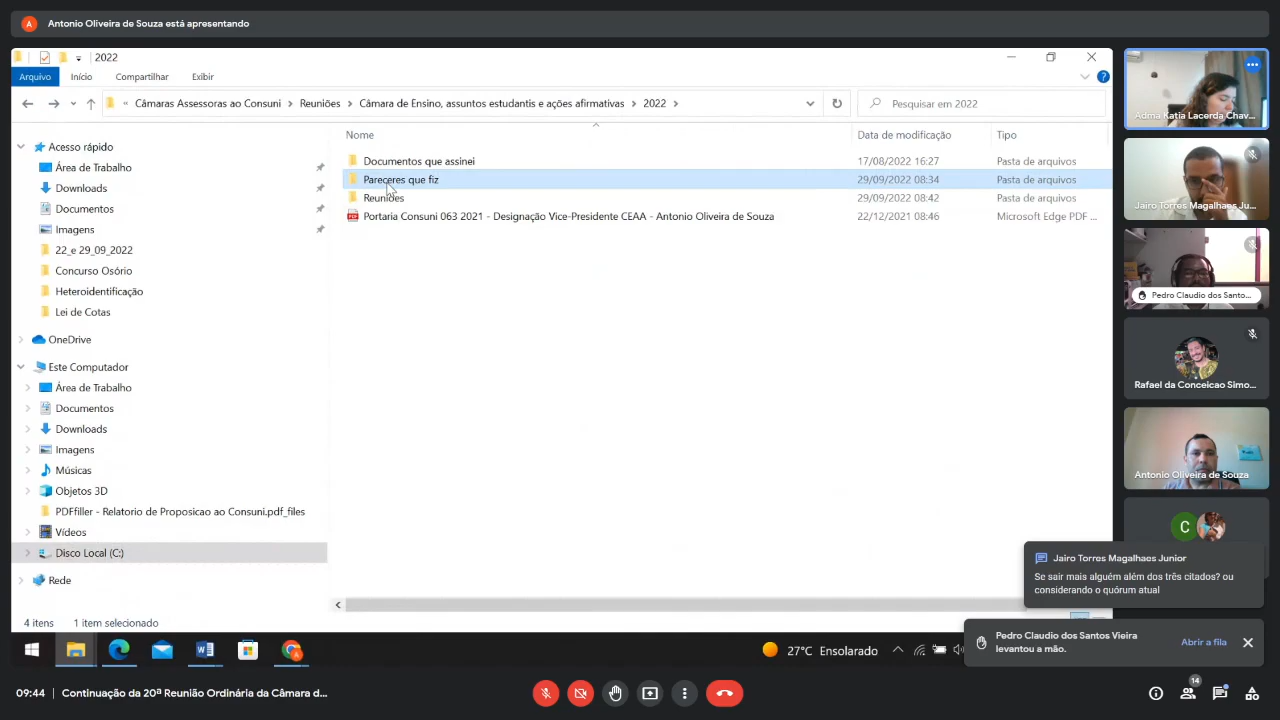 A Antonio Oliveira de Souza está apresentando
2022
Arquivo Início Compartilhar Exibir
« Câmaras Assessoras ao Consuni > Reuniões > Câmara de Ensino, assuntos estudantis e ações afirmativas > 2022 >
Pesquisar em 2022
Nome Data de modificação Tipo
Acesso rápido
Área de Trabalho
Downloads
Documentos
Imagens
22_e 29_09_2022
Concurso Osório
Heteroidentificação
Lei de Cotas
OneDrive
Este Computador
Área de Trabalho
Documentos
Downloads
Imagens
Músicas
Objetos 3D
PDFfiller - Relatorio de Proposicao ao Consuni.pdf_files
Vídeos
Disco Local (C:)
Rede
Documentos que assinei 17/08/2022 16:27 Pasta de arquivos
Pareceres que fiz 29/09/2022 08:34 Pasta de arquivos
Reuniões 29/09/2022 08:42 Pasta de arquivos
Portaria Consuni 063 2021 - Designação Vice-Presidente CEAA - Antonio Oliveira de Souza 22/12/2021 08:46 Microsoft Edge PDF ...
4 itens 1 item selecionado
27°C Ensolarado
Adma Katia Lacerda Chav...
Jairo Torres Magalhaes Ju...
Pedro Claudio dos Santo...
Rafael da Conceicao Simo...
Antonio Oliveira de Souza
C
Jairo Torres Magalhaes Junior
Se sair mais alguém além dos três citados? ou
considerando o quórum atual
Pedro Claudio dos Santos Vieira
levantou a mão.
Abrir a fila
09:44 Continuação da 20ª Reunião Ordinária da Câmara d...
14